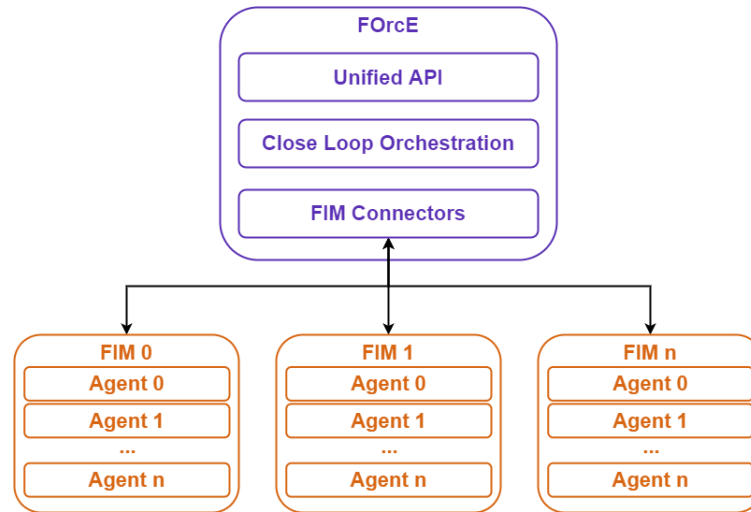 FOrcE
Unified API
Close Loop Orchestration
FIM Connectors
FIM 0
Agent 0
Agent 1
...
Agent n
FIM 1
Agent 0
Agent 1
...
Agent n
FIM n
Agent 0
Agent 1
...
Agent n